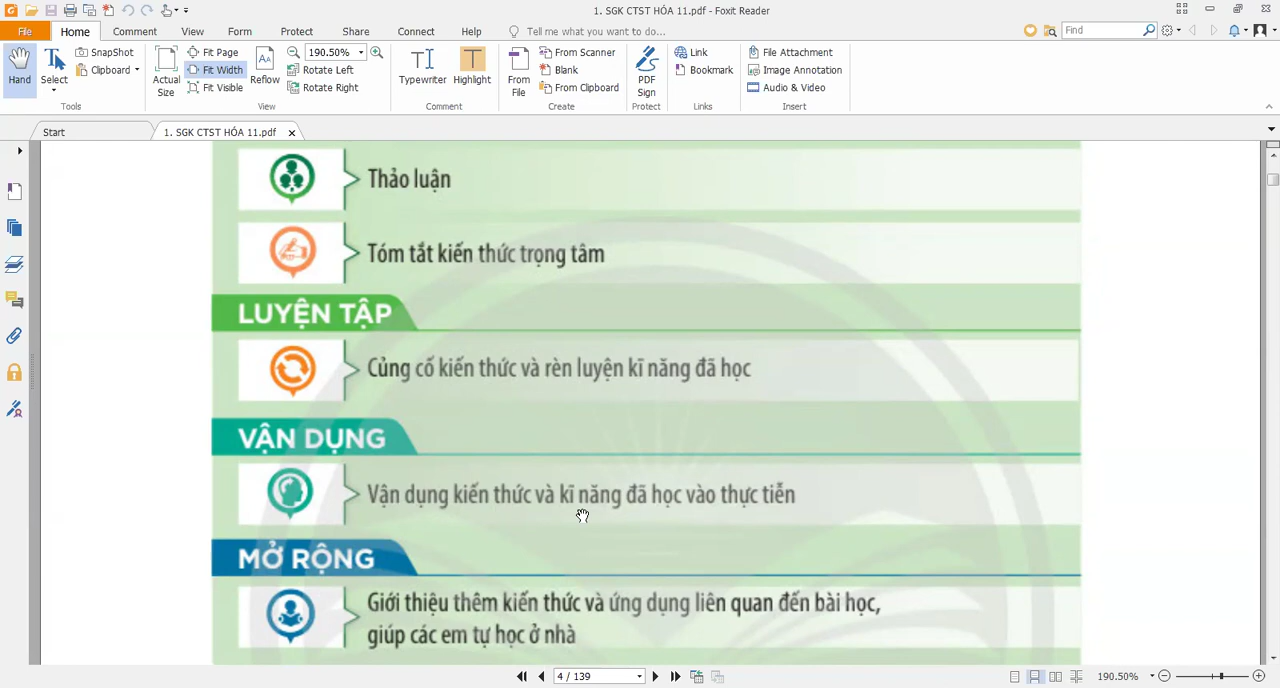 1. SGK CTST HÓA 11.pdf - Foxit Reader
File Home Comment View Form Protect Share Connect Help Tell me what you want to do... Find
Hand Select SnapShot Clipboard Tools
Actual Size Fit Page Fit Width Fit Visible Reflow 190.50% Rotate Left Rotate Right View
Typewriter Highlight Comment
From File From Scanner Blank From Clipboard Create
PDF Sign Protect
Link Bookmark Links
File Attachment Image Annotation Audio & Video Insert
Start 1. SGK CTST HÓA 11.pdf
Thảo luận
Tóm tắt kiến thức trọng tâm
LUYỆN TẬP
Củng cố kiến thức và rèn luyện kĩ năng đã học
VẬN DỤNG
Vận dụng kiến thức và kĩ năng đã học vào thực tiễn
MỞ RỘNG
Giới thiệu thêm kiến thức và ứng dụng liên quan đến bài học,
giúp các em tự học ở nhà
4 / 139 190.50%